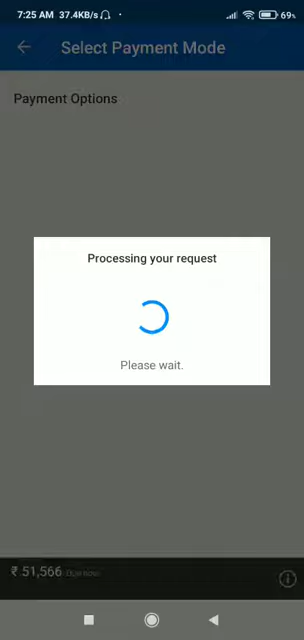 7:25 AM 37.4KB/s
69%
Select Payment Mode
Payment Options
Processing your request
Please wait.
₹ 51,566 Due Now